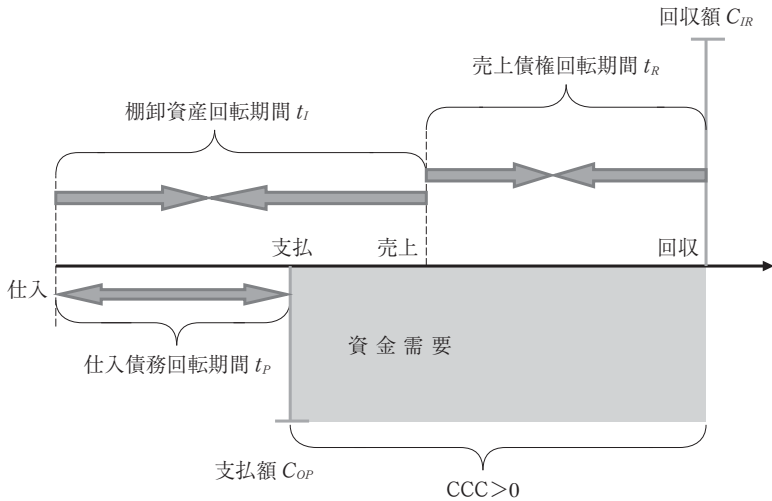 回収額 C_IR
売上債権回転期間 t_R
棚卸資産回転期間 t_I
支払
売上
回収
仕入
資金需要
仕入債務回転期間 t_P
支払額 C_OP
CCC＞0